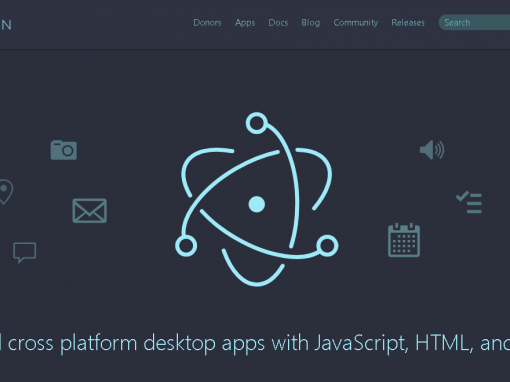 N
Donors Apps Docs Blog Community Releases Search
cross platform desktop apps with JavaScript, HTML, and